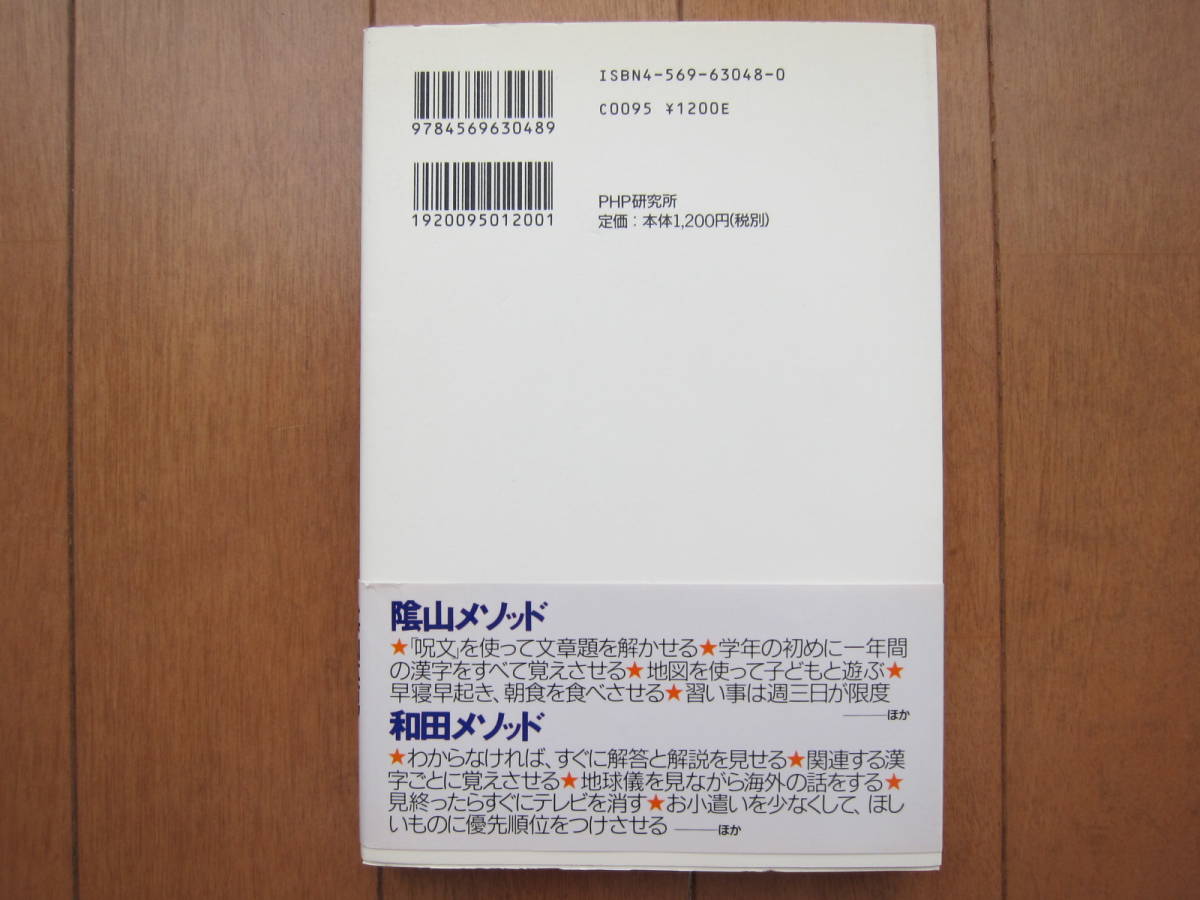 ISBN4-569-63048-0
C0095 ¥1200E
9784569630489
1920095012001
PHP研究所
定価:本体1,200円(税別)
陰山メソッド
★「呪文」を使って文章題を解かせる★学年の初めに一年間
の漢字をすべて覚えさせる★地図を使って子どもと遊ぶ★
早寝早起き、朝食を食べさせる★習い事は週三日が限度
――ほか
和田メソッド
★わからなければ、すぐに解答と解説を見せる★関連する漢
字ごとに覚えさせる★地球儀を見ながら海外の話をする★
見終ったらすぐにテレビを消す★お小遣いを少なくして、ほし
いものに優先順位をつけさせる ――ほか